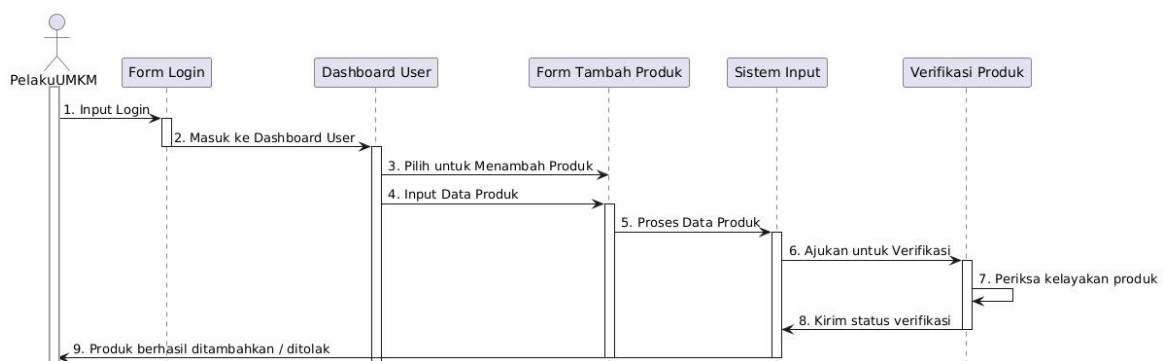 PelakuUMKM
Form Login
Dashboard User
Form Tambah Produk
Sistem Input
Verifikasi Produk
1. Input Login
2. Masuk ke Dashboard User
3. Pilih untuk Menambah Produk
4. Input Data Produk
5. Proses Data Produk
6. Ajukan untuk Verifikasi
7. Periksa kelayakan produk
8. Kirim status verifikasi
9. Produk berhasil ditambahkan / ditolak